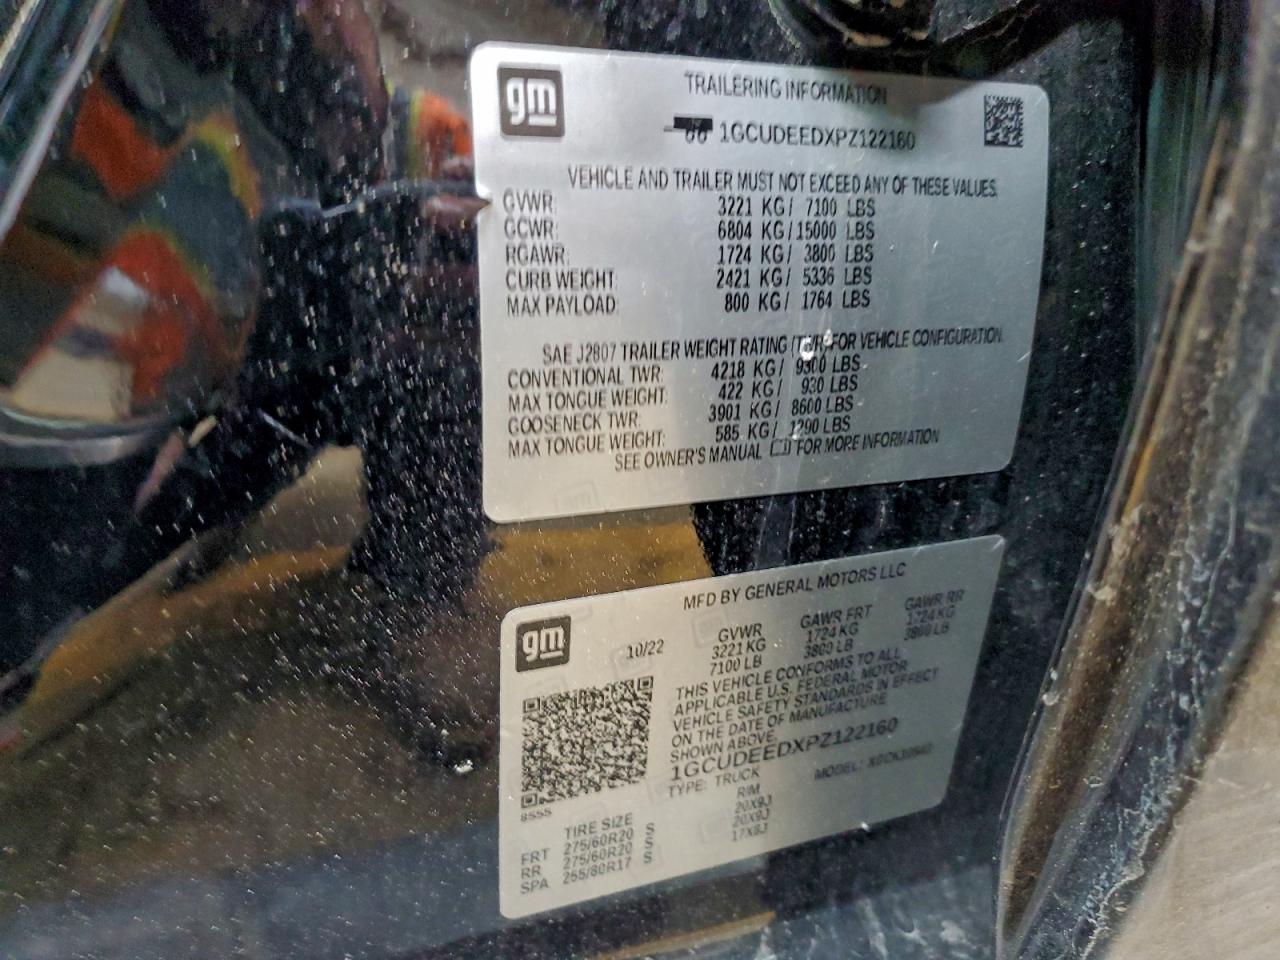 gm
TRAILERING INFORMATION
1GCUDEEDXPZ122160
VEHICLE AND TRAILER MUST NOT EXCEED ANY OF THESE VALUES.
GVWR: 3221 KG / 7100 LBS
GCWR: 6804 KG / 15000 LBS
RGAWR: 1724 KG / 3800 LBS
CURB WEIGHT: 2421 KG / 5336 LBS
MAX PAYLOAD: 800 KG / 1764 LBS
SAE J2807 TRAILER WEIGHT RATING (TWR) FOR VEHICLE CONFIGURATION.
CONVENTIONAL TWR: 4218 KG / 9300 LBS
MAX TONGUE WEIGHT: 422 KG / 930 LBS
GOOSENECK TWR: 3901 KG / 8600 LBS
MAX TONGUE WEIGHT: 585 KG / 1290 LBS
SEE OWNER'S MANUAL FOR MORE INFORMATION
MFD BY GENERAL MOTORS LLC
gm
10/22 GVWR GAWR FRT GAWR RR
3221 KG 1724 KG 1724 KG
7100 LB 3800 LB 3800 LB
THIS VEHICLE CONFORMS TO ALL
APPLICABLE U.S. FEDERAL MOTOR
VEHICLE SAFETY STANDARDS IN EFFECT
ON THE DATE OF MANUFACTURE
SHOWN ABOVE.
1GCUDEEDXPZ122160
TYPE: TRUCK MODEL:
8555
TIRE SIZE RIM
FRT 275/60R20 S 20X9J
RR 275/60R20 S 20X9J
SPA 255/80R17 S 17X8J